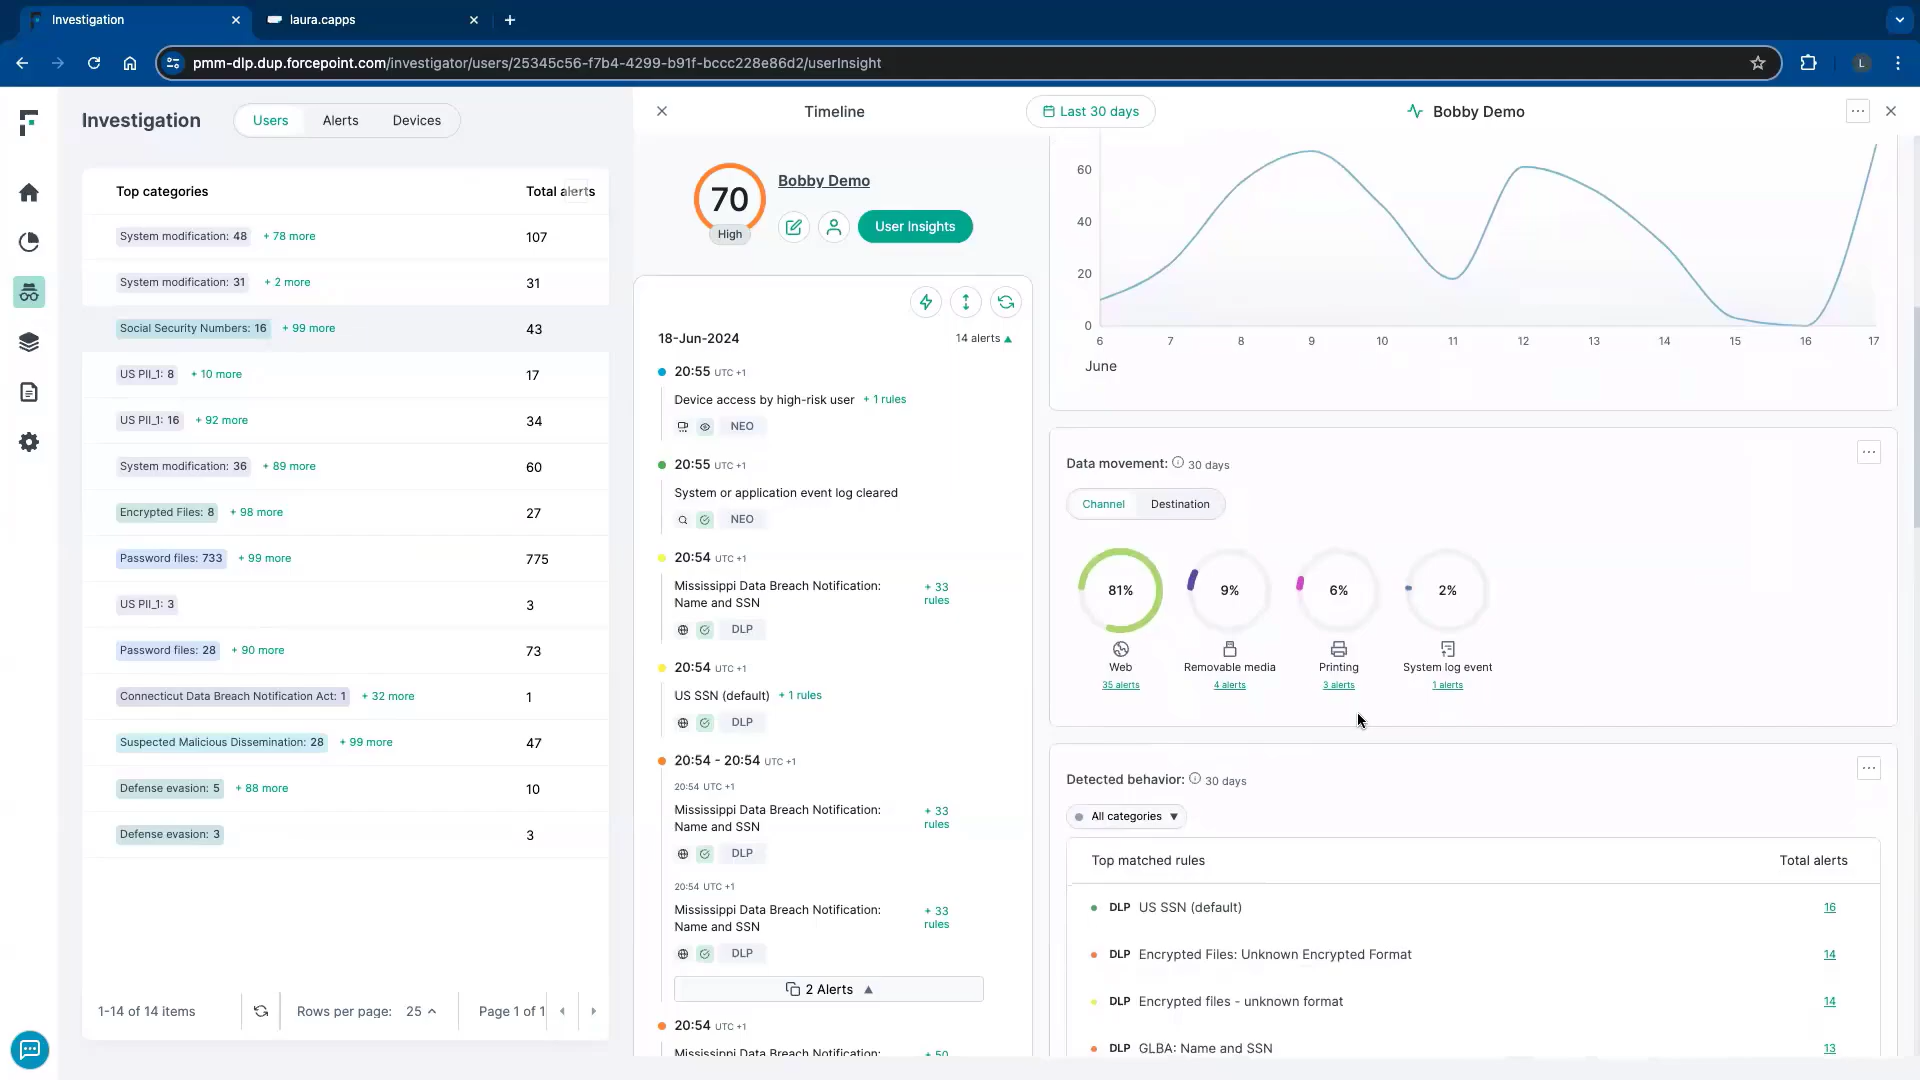 Investigation
laura.capps
pmm-dlp.dup.forcepoint.com/investigator/users/25345c56-f7b4-4299-b91f-bccc228e86d2/userInsight
L
Investigation
Users
Alerts
Devices
Top categories
Total alerts
System modification: 48 + 78 more 107
System modification: 31 + 2 more 31
Social Security Numbers: 16 + 99 more 43
US PII_1: 8 + 10 more 17
US PII_1: 16 + 92 more 34
System modification: 36 + 89 more 60
Encrypted Files: 8 + 98 more 27
Password files: 733 + 99 more 775
US PII_1: 3 3
Password files: 28 + 90 more 73
Connecticut Data Breach Notification Act: 1 + 32 more 1
Suspected Malicious Dissemination: 28 + 99 more 47
Defense evasion: 5 + 88 more 10
Defense evasion: 3 3
1-14 of 14 items
Rows per page: 25
Page 1 of 1
Timeline
Last 30 days
Bobby Demo
70
High
Bobby Demo
User Insights
18-Jun-2024
14 alerts
20:55 UTC +1
Device access by high-risk user + 1 rules
NEO
20:55 UTC +1
System or application event log cleared
NEO
20:54 UTC +1
Mississippi Data Breach Notification: + 33
Name and SSN rules
DLP
20:54 UTC +1
US SSN (default) + 1 rules
DLP
20:54 - 20:54 UTC +1
20:54 UTC +1
Mississippi Data Breach Notification: + 33
Name and SSN rules
DLP
20:54 UTC +1
Mississippi Data Breach Notification: + 33
Name and SSN rules
DLP
2 Alerts
20:54 UTC +1
Mississippi Data Breach Notification: + 50
60
40
20
0
6 7 8 9 10 11 12 13 14 15 16 17
June
Data movement: 30 days
Channel
Destination
81% 9% 6% 2%
Web Removable media Printing System log event
35 alerts 4 alerts 3 alerts 1 alerts
Detected behavior: 30 days
All categories
Top matched rules Total alerts
DLP US SSN (default) 16
DLP Encrypted Files: Unknown Encrypted Format 14
DLP Encrypted files - unknown format 14
DLP GLBA: Name and SSN 13